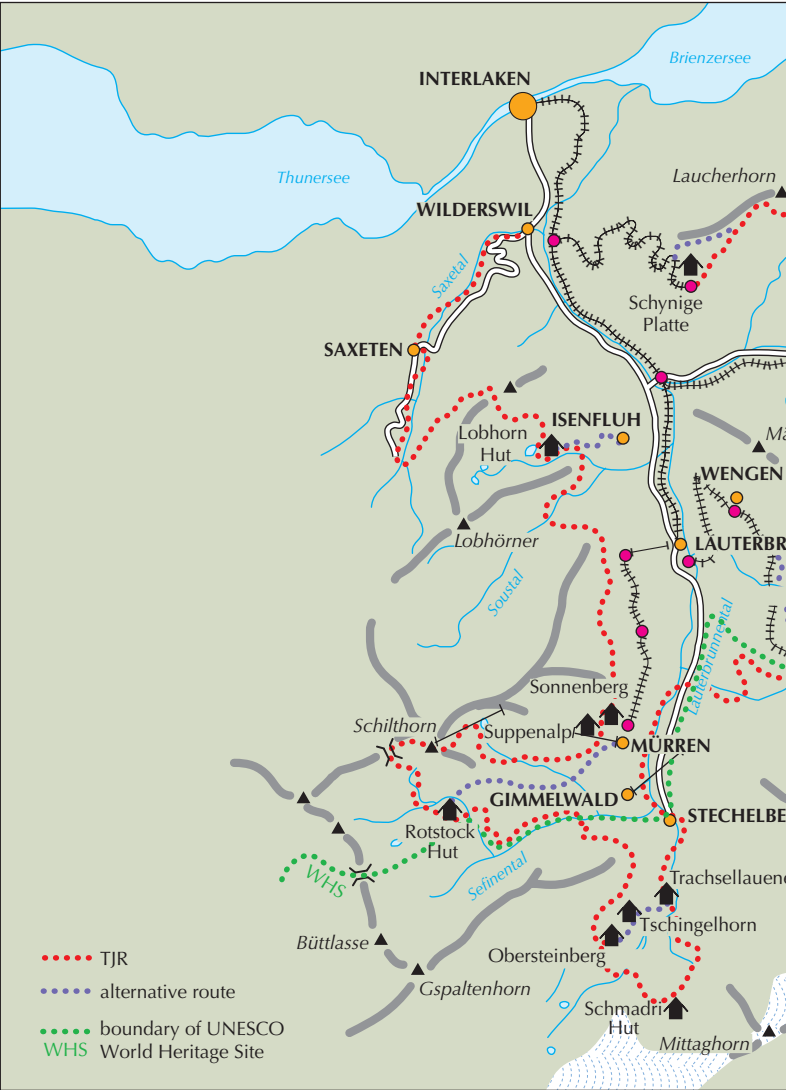 Brienzersee
INTERLAKEN
Thunersee
Laucherhorn
WILDERSWIL
Saxetal
Schynige
Platte
SAXETEN
ISENFLUH
Lobhorn
Hut
Mä
WENGEN
Lobhörner
LAUTERBR
Soustal
Lauterbrunnental
Sonnenberg
Schilthorn
Suppenalp
MÜRREN
GIMMELWALD
STECHELBE
Rotstock
Hut
Sefinental
WHS
Trachsellauene
Tschingelhorn
Büttlasse
Obersteinberg
TJR
Gspaltenhorn
alternative route
Schmadri
Hut
boundary of UNESCO
WHS World Heritage Site
Mittaghorn